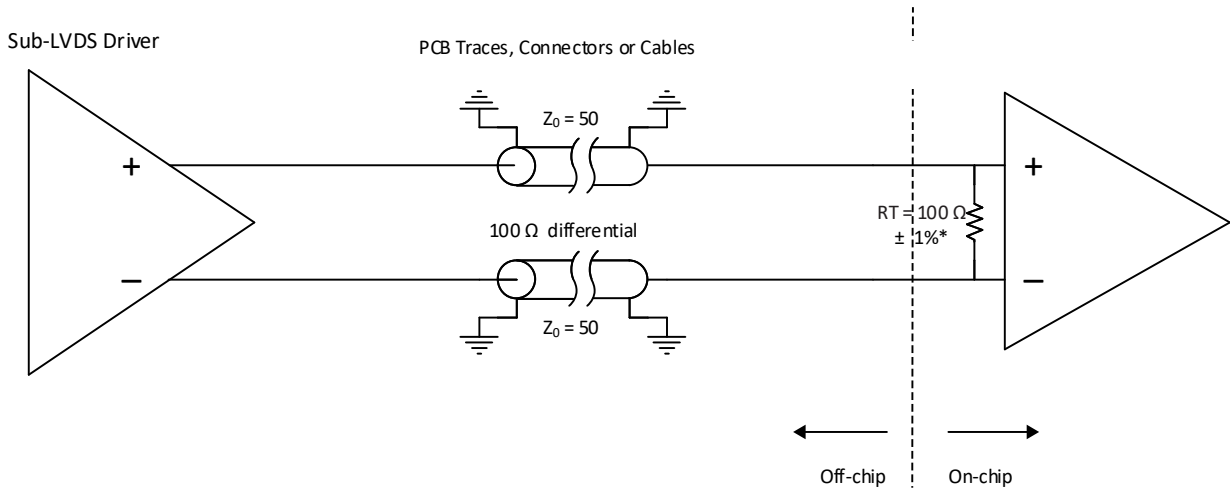 Sub-LVDS Driver
PCB Traces, Connectors or Cables
Z0 = 50
+
+
RT = 100 Ω
± 1%*
100 Ω differential
−
−
Z0 = 50
Off-chip
On-chip